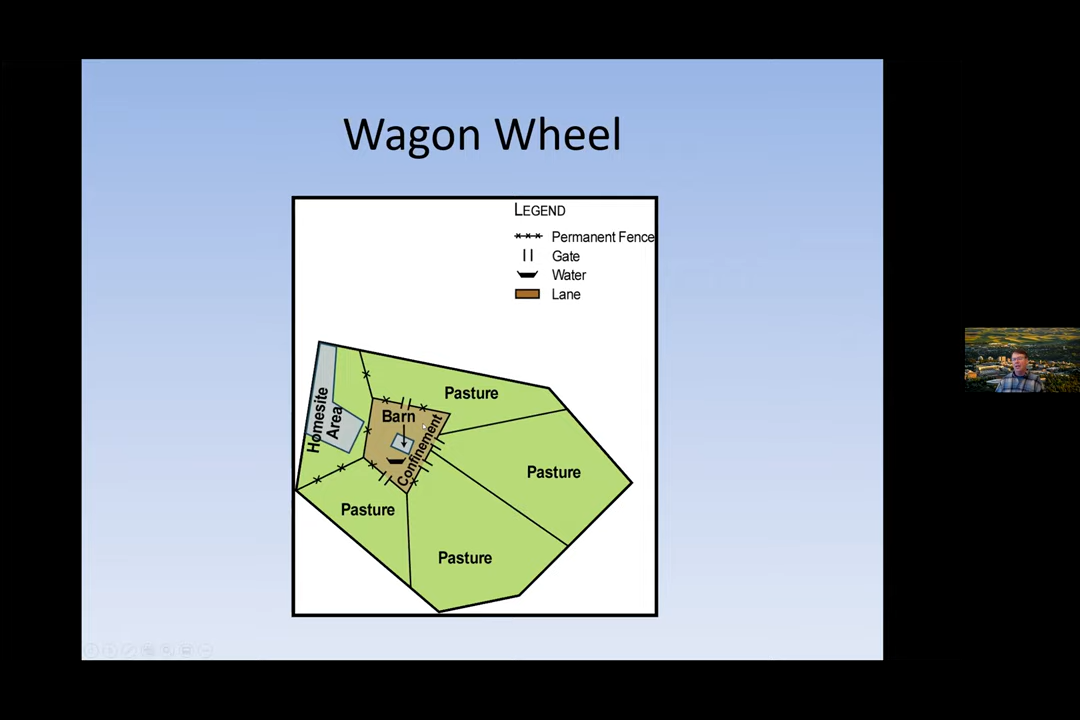 Wagon Wheel
LEGEND
Permanent Fence
Gate
Water
Lane
Pasture
Homesite
Area
Barn
Confinement
Pasture
Pasture
Pasture